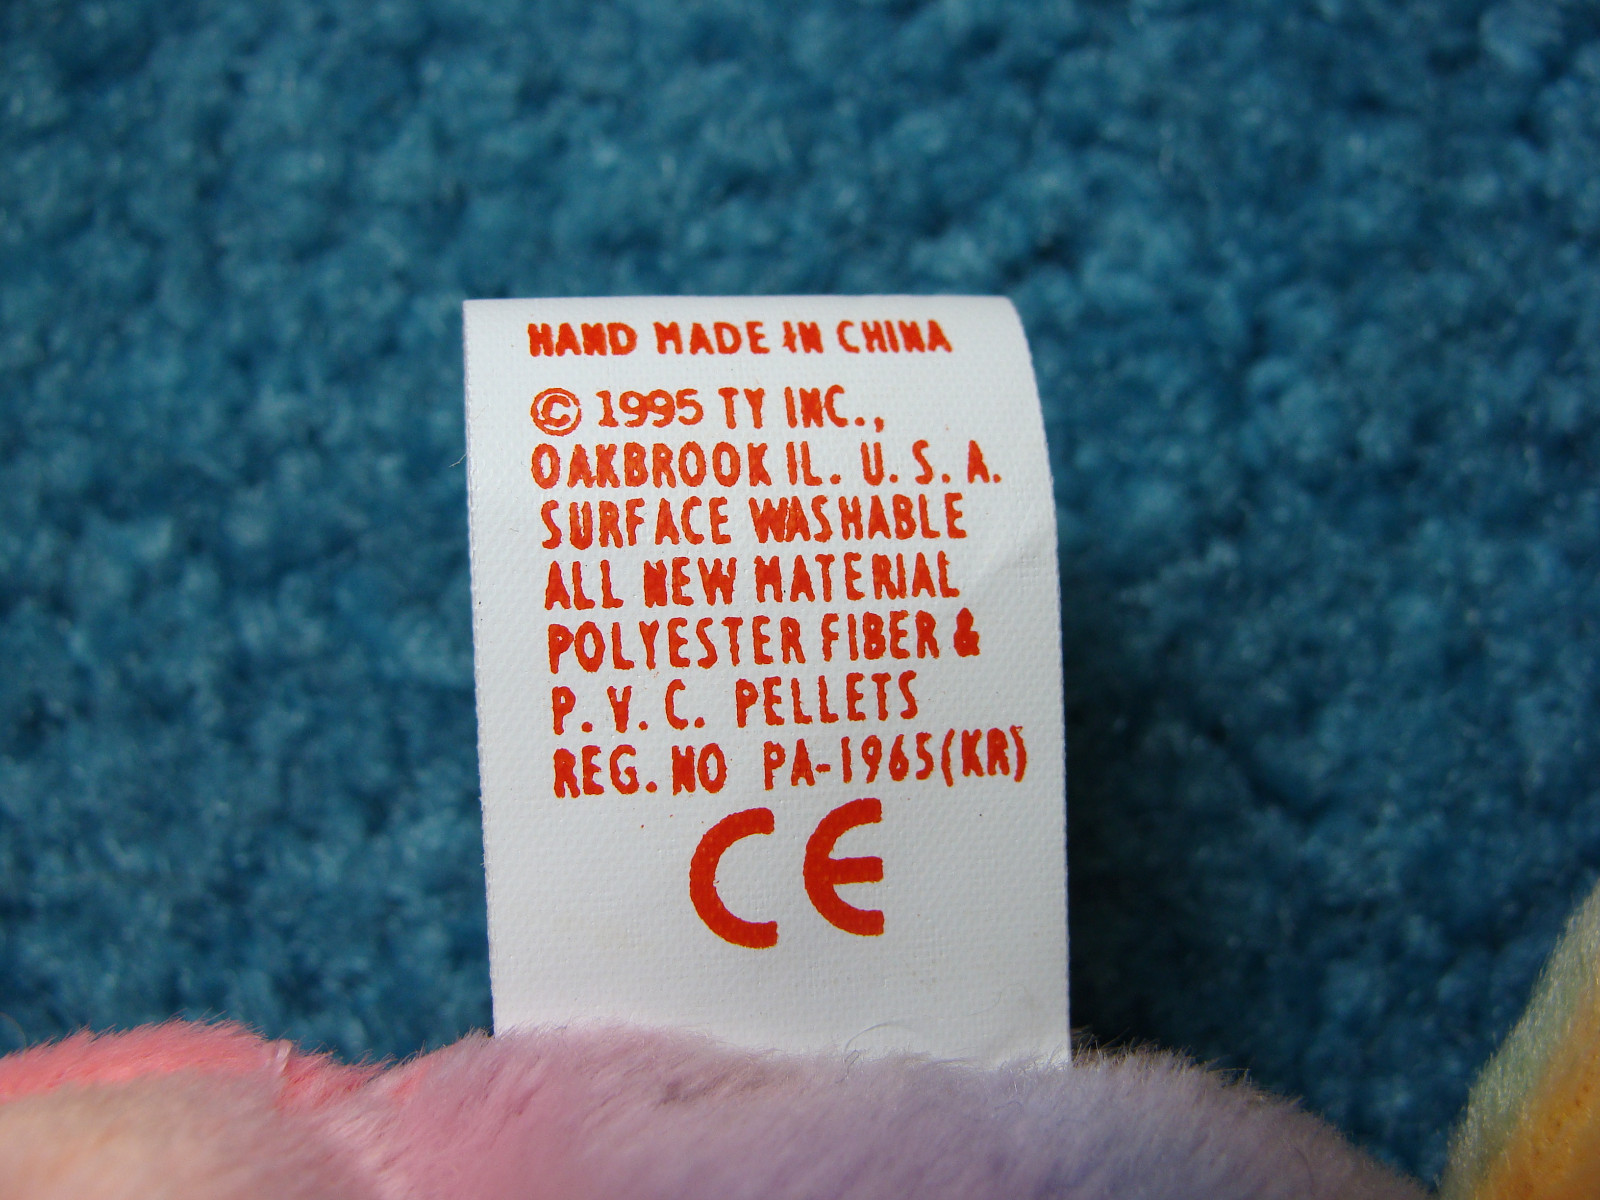 HAND MADE IN CHINA
© 1995 TY INC.,
OAKBROOK IL. U. S. A.
SURFACE WASHABLE
ALL NEW MATERIAL
POLYESTER FIBER &
P. V. C. PELLETS
REG. NO PA-1965(KR)
CE